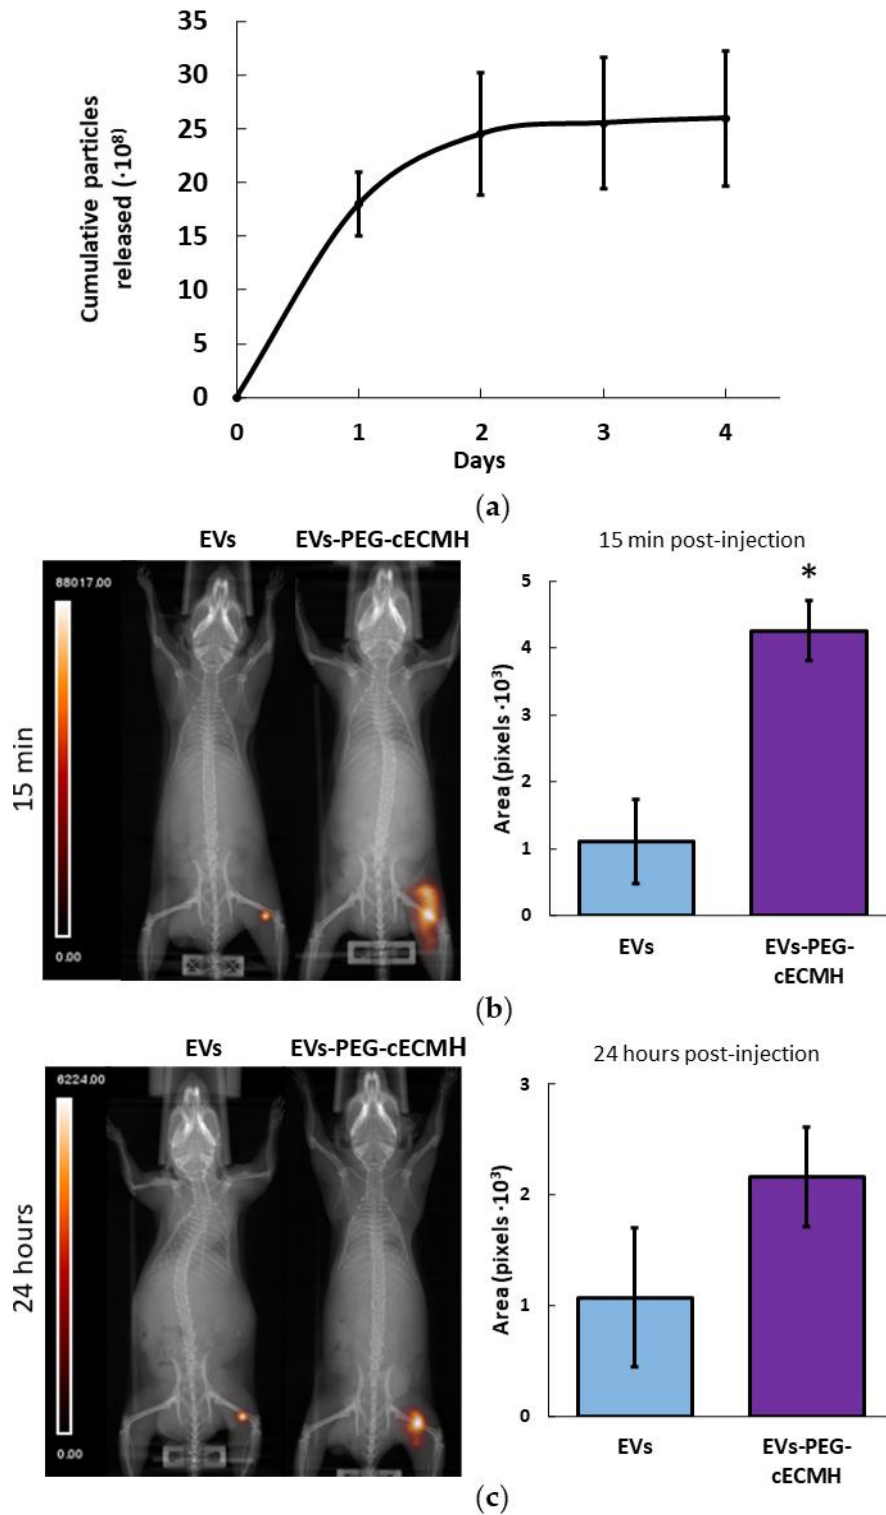 Cumulative particles
released (·10⁸)
35
30
25
20
15
10
5
0
0 1 2 3 4
Days
(a)
EVs EVs-PEG-cECMH
15 min
88017.00
0.00
15 min post-injection
Area (pixels ·10³)
5
4
3
2
1
0
*
EVs EVs-PEG-
cECMH
(b)
EVs EVs-PEG-cECMH
24 hours
6224.00
0.00
24 hours post-injection
Area (pixels ·10³)
3
2
1
0
EVs EVs-PEG-
cECMH
(c)